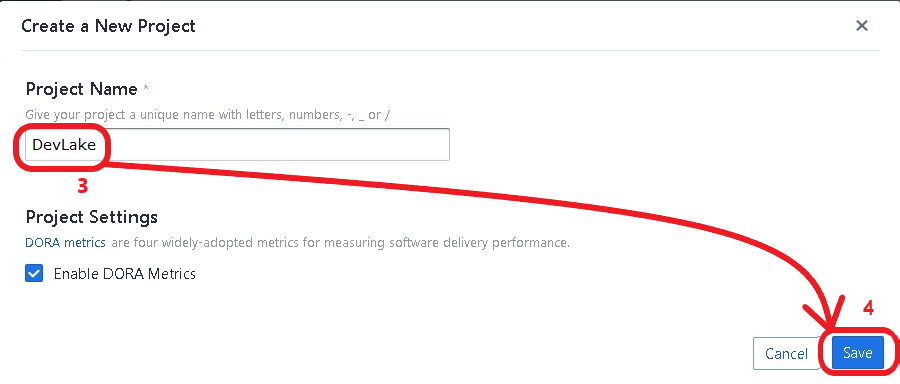 Create a New Project
Project Name *
Give your project a unique name with letters, numbers, -, _ or /
DevLake
3
Project Settings
DORA metrics are four widely-adopted metrics for measuring software delivery performance.
Enable DORA Metrics
4
Cancel Save